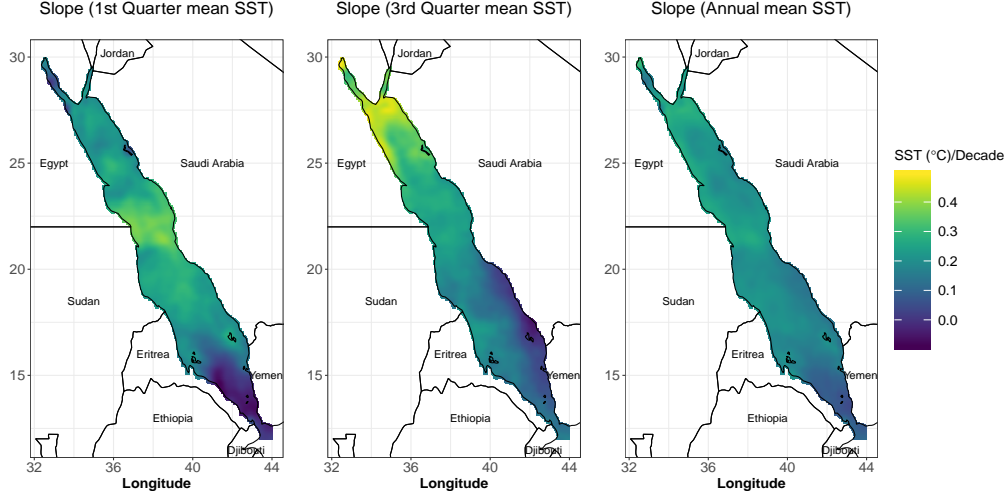 Slope (1st Quarter mean SST)
Slope (3rd Quarter mean SST)
Slope (Annual mean SST)
30
25
20
15
Jordan
Egypt
Saudi Arabia
Sudan
Eritrea
Yemen
Ethiopia
Djibouti
32
36
40
44
Longitude
30
25
20
15
Jordan
Egypt
Saudi Arabia
Sudan
Eritrea
Yemen
Ethiopia
Djibouti
32
36
40
44
Longitude
30
25
20
15
Jordan
Egypt
Saudi Arabia
Sudan
Eritrea
Yemen
Ethiopia
Djibouti
32
36
40
44
Longitude
SST (°C)/Decade
0.4
0.3
0.2
0.1
0.0